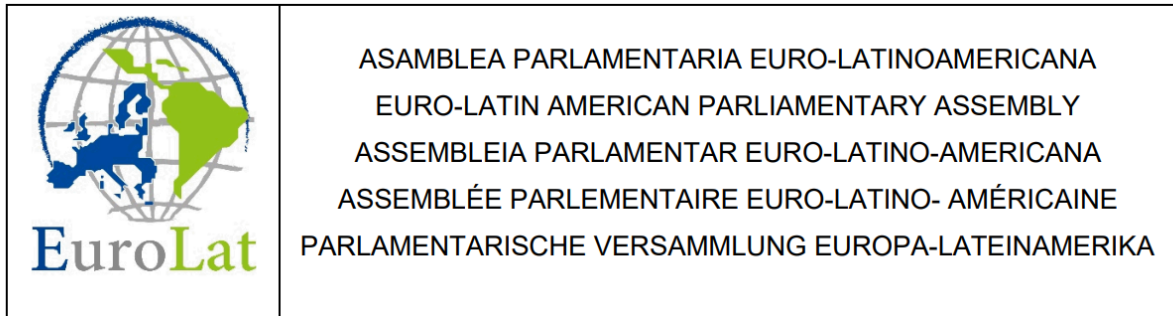 EuroLat
ASAMBLEA PARLAMENTARIA EURO-LATINOAMERICANA
EURO-LATIN AMERICAN PARLIAMENTARY ASSEMBLY
ASSEMBLEIA PARLAMENTAR EURO-LATINO-AMERICANA
ASSEMBLÉE PARLEMENTAIRE EURO-LATINO- AMÉRICAINE
PARLAMENTARISCHE VERSAMMLUNG EUROPA-LATEINAMERIKA